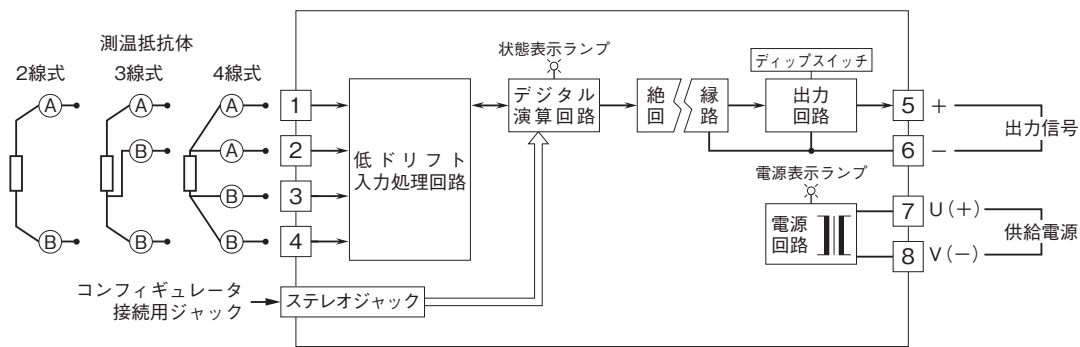 測温抵抗体
2線式 3線式 4線式
A A A
B A
B
B B B
1
2
3
4
低ドリフト
入力処理回路
状態表示ランプ
デジタル
演算回路
絶縁
回路
ディップスイッチ
出力
回路
5 +
6 −
出力信号
電源表示ランプ
電源
回路
7 U(+)
8 V(−)
供給電源
コンフィギュレータ
接続用ジャック
ステレオジャック